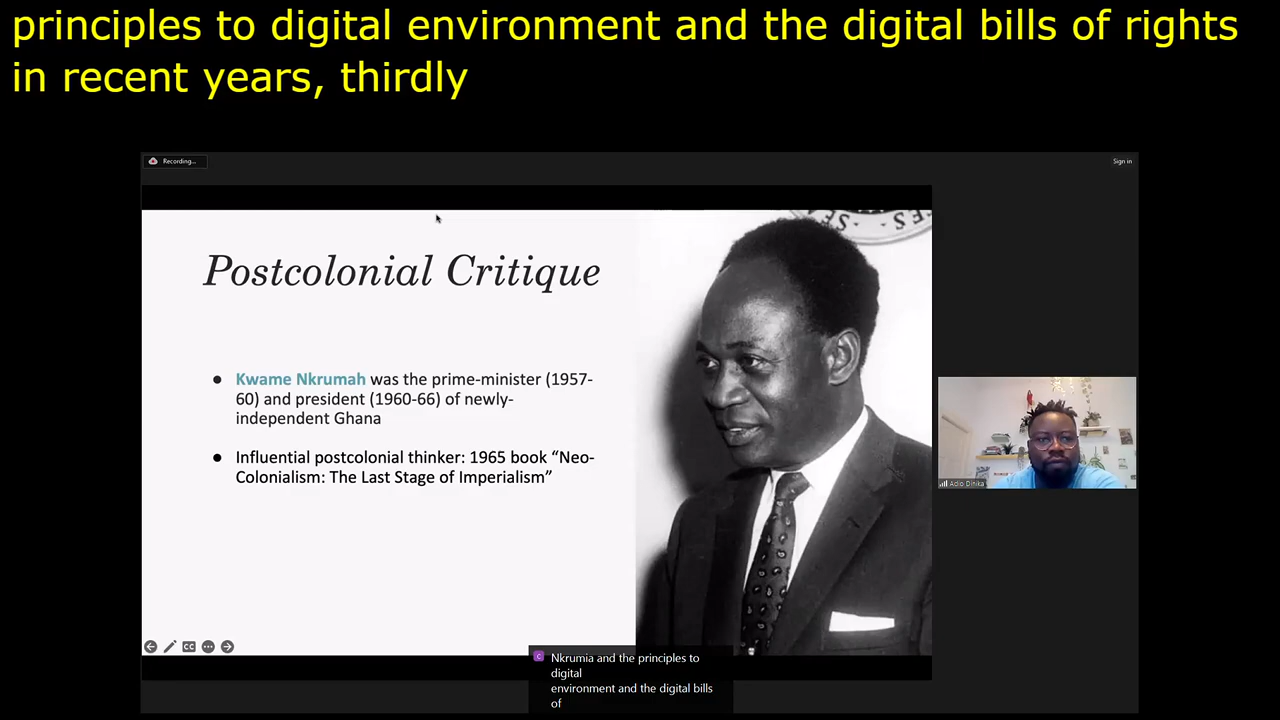 principles to digital environment and the digital bills of rights
in recent years, thirdly
Recording...
Sign in
Postcolonial Critique
Kwame Nkrumah was the prime-minister (1957-
60) and president (1960-66) of newly-
independent Ghana
Influential postcolonial thinker: 1965 book “Neo-
Colonialism: The Last Stage of Imperialism”
Adio Dinika
CC
C
Nkrumia and the principles to
digital
environment and the digital bills
of